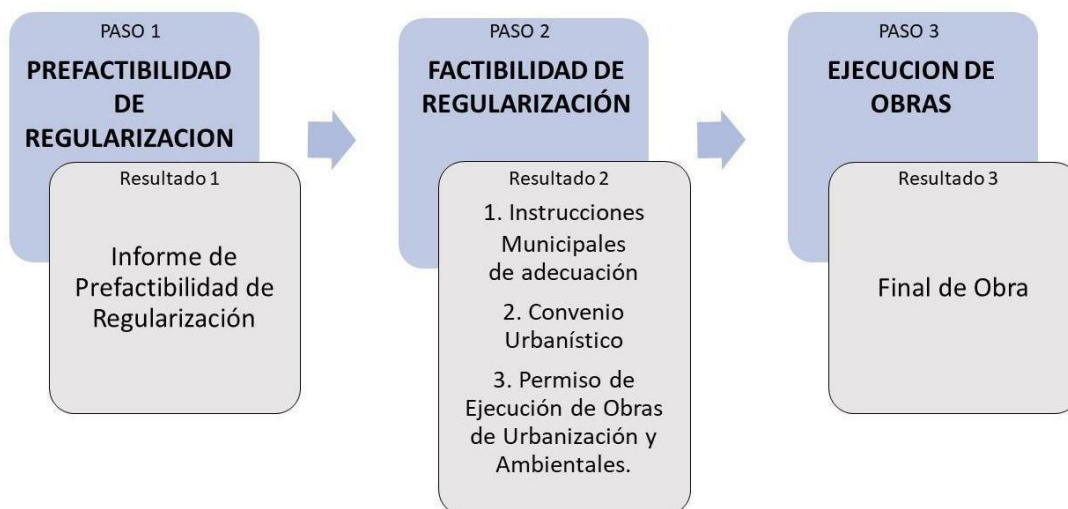 PASO 1
PREFACTIBILIDAD
DE
REGULARIZACION
Resultado 1
Informe de
Prefactibilidad de
Regularización
PASO 2
FACTIBILIDAD DE
REGULARIZACIÓN
Resultado 2
1. Instrucciones
Municipales
de adecuación
2. Convenio
Urbanístico
3. Permiso de
Ejecución de Obras
de Urbanización y
Ambientales.
PASO 3
EJECUCION DE
OBRAS
Resultado 3
Final de Obra